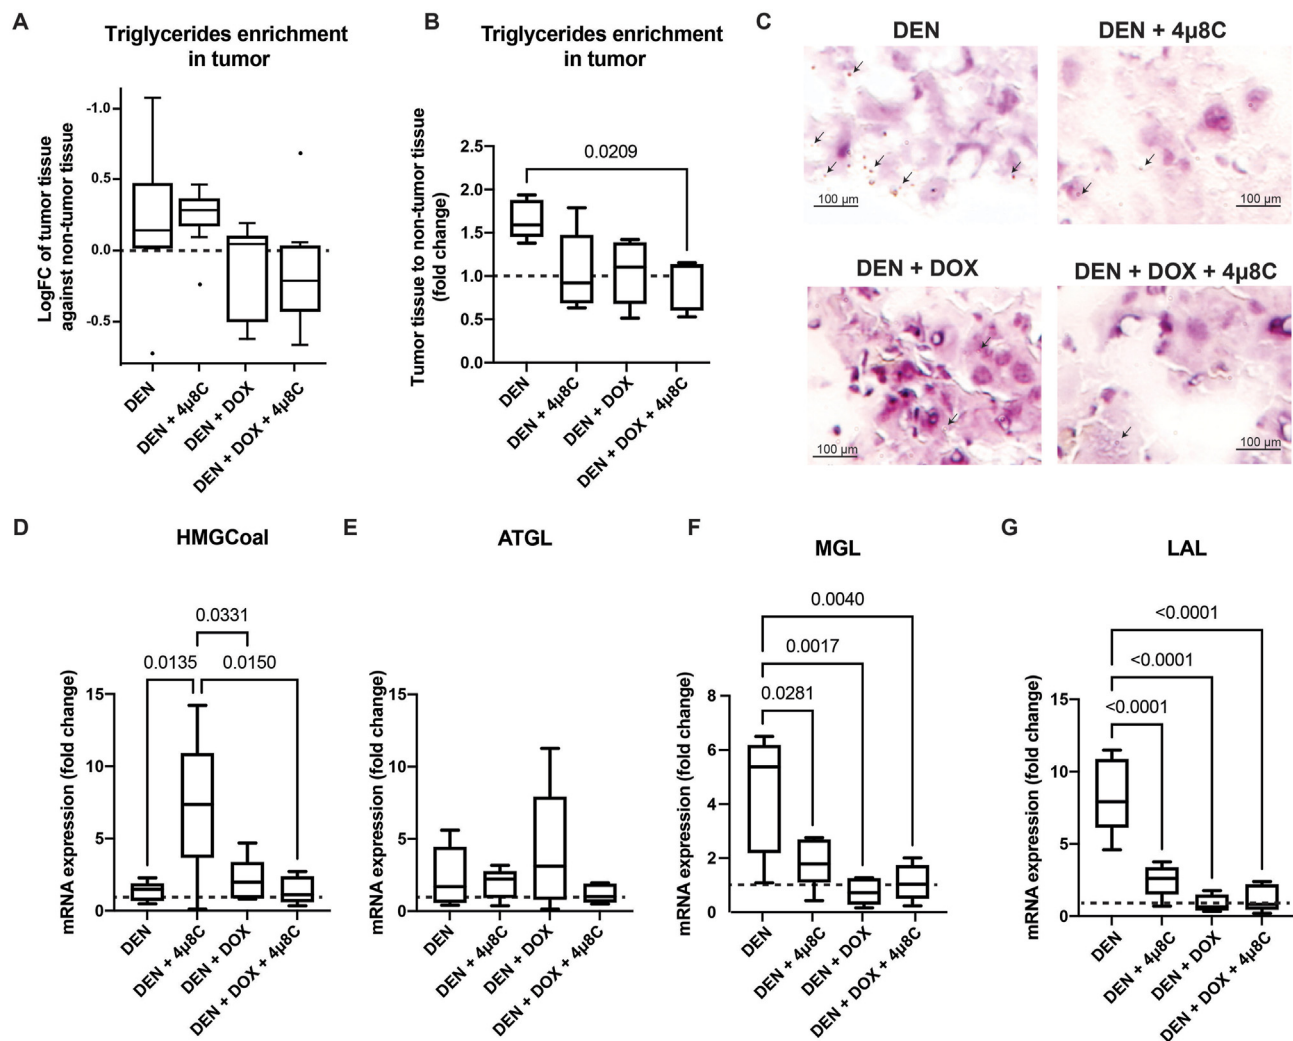 A
Triglycerides enrichment
in tumor
LogFC of tumor tissue
against non-tumor tissue
-1.0
0.5
0.0
-0.5
DEN
DEN + 4µ8C
DEN + DOX
DEN + DOX + 4µ8C
B
Triglycerides enrichment
in tumor
Tumor tissue to non-tumor tissue
(fold change)
2.5
2.0
1.5
1.0
0.5
0.0
0.0209
DEN
DEN + 4µ8C
DEN + DOX
DEN + DOX + 4µ8C
C
DEN
100 µm
DEN + 4µ8C
100 µm
DEN + DOX
100 µm
DEN + DOX + 4µ8C
100 µm
D
HMGCoal
mRNA expression (fold change)
15
10
5
0
0.0331
0.0135
0.0150
DEN
DEN + 4µ8C
DEN + DOX
DEN + DOX + 4µ8C
E
ATGL
mRNA expression (fold change)
15
10
5
0
DEN
DEN + 4µ8C
DEN + DOX
DEN + DOX + 4µ8C
F
MGL
mRNA expression (fold change)
8
6
4
2
0
0.0040
0.0017
0.0281
DEN
DEN + 4µ8C
DEN + DOX
DEN + DOX + 4µ8C
G
LAL
mRNA expression (fold change)
15
10
5
0
<0.0001
<0.0001
<0.0001
DEN
DEN + 4µ8C
DEN + DOX
DEN + DOX + 4µ8C